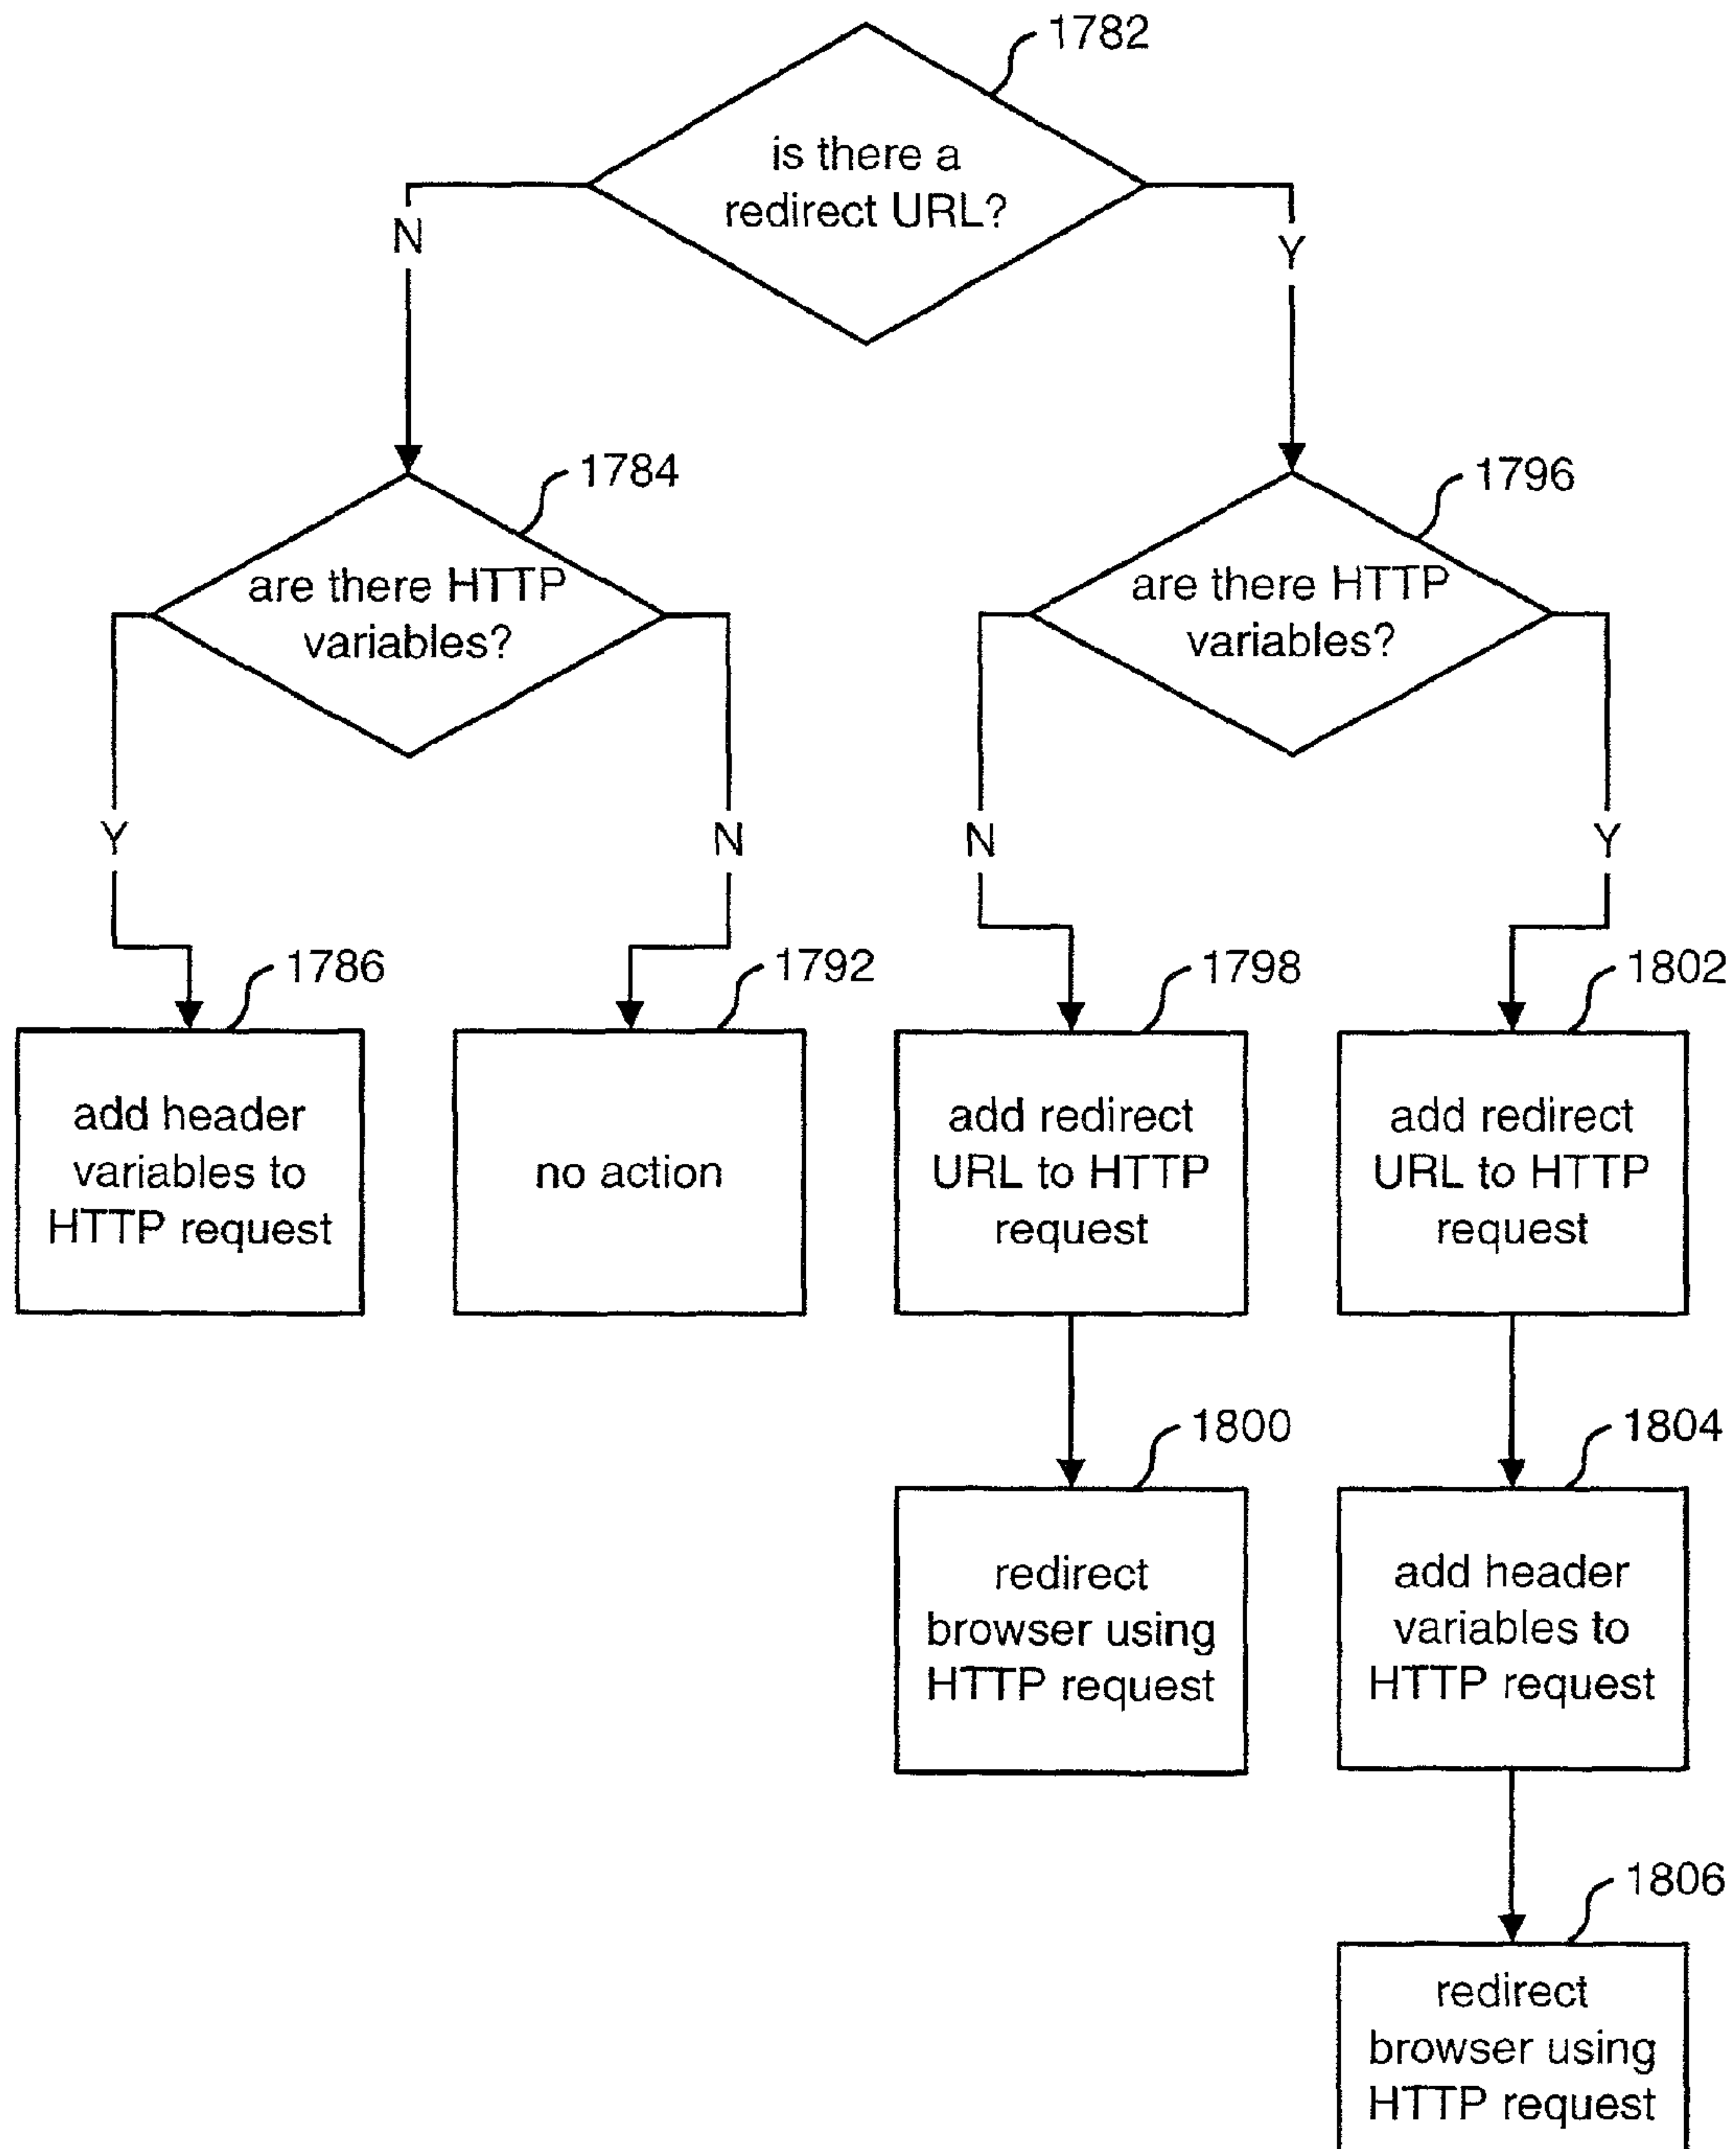 1782
is there a
redirect URL?
N
Y
1784
1796
are there HTTP
variables?
are there HTTP
variables?
Y
N
N
Y
1786
1792
1798
1802
add header
variables to
HTTP request
no action
add redirect
URL to HTTP
request
add redirect
URL to HTTP
request
1800
1804
redirect
browser using
HTTP request
add header
variables to
HTTP request
1806
redirect
browser using
HTTP request